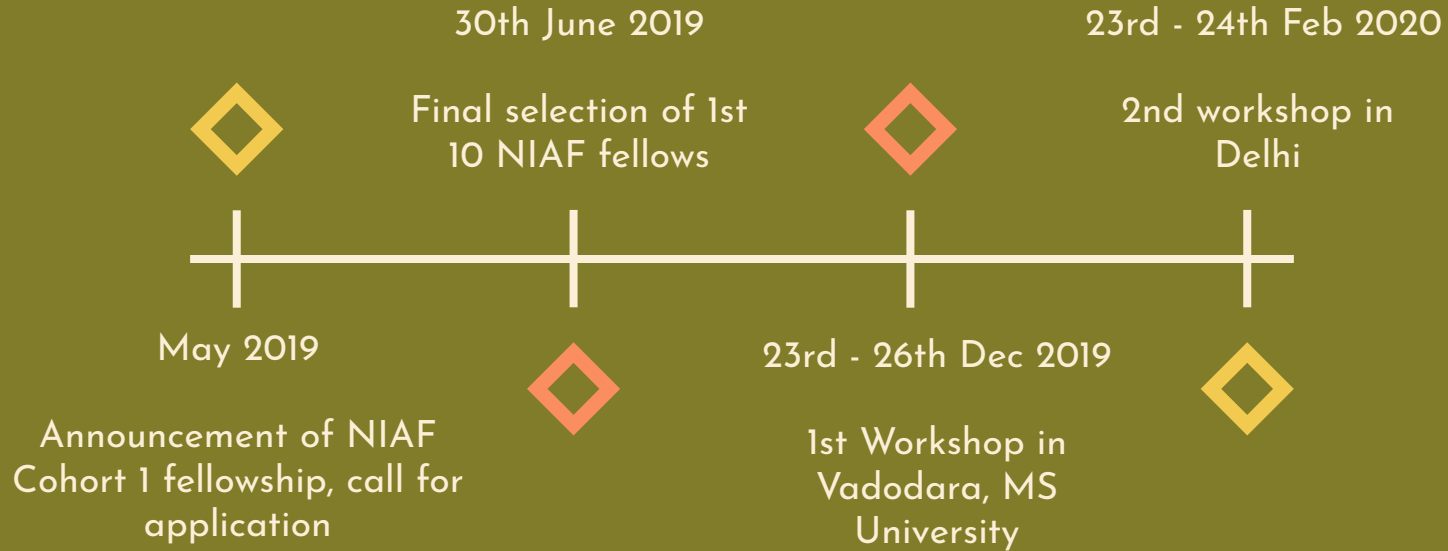 May 2019
Announcement of NIAF
Cohort 1 fellowship, call for
application
30th June 2019
Final selection of 1st
10 NIAF fellows
23rd - 26th Dec 2019
1st Workshop in
Vadodara, MS
University
23rd - 24th Feb 2020
2nd workshop in
Delhi